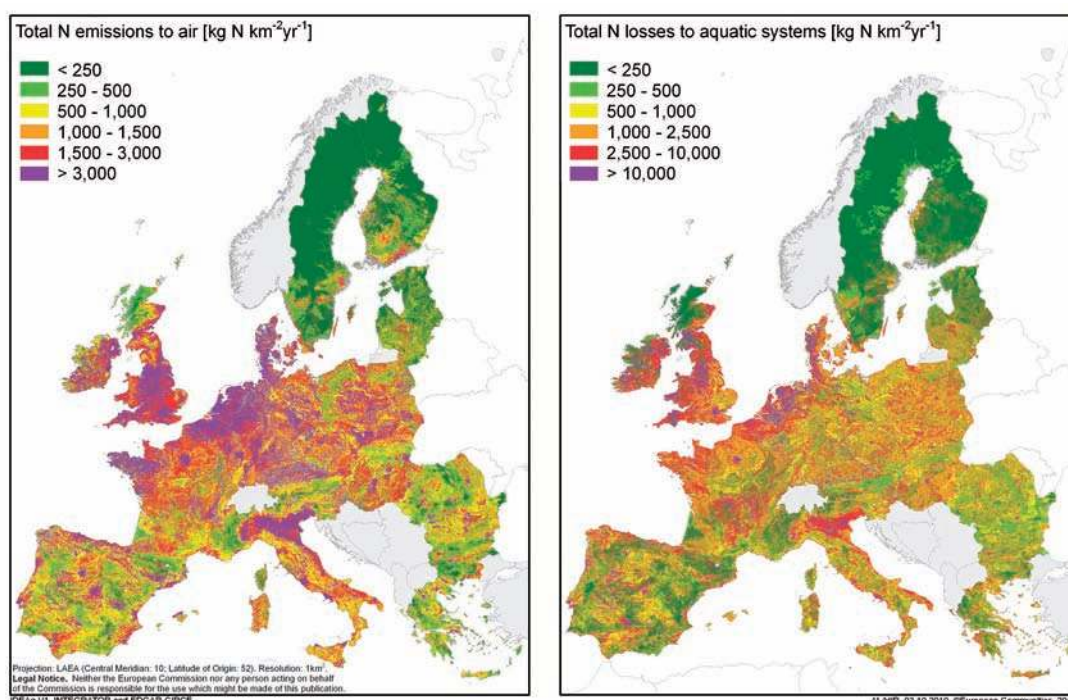 Total N emissions to air [kg N km⁻²yr⁻¹]
< 250
250 - 500
500 - 1,000
1,000 - 1,500
1,500 - 3,000
> 3,000
Projection: LAEA (Central Meridian: 10; Latitude of Origin: 52). Resolution: 1km².
Legal Notice. Neither the European Commission nor any person acting on behalf
of the Commission is responsible for the use which might be made of this publication.
Total N losses to aquatic systems [kg N km⁻²yr⁻¹]
< 250
250 - 500
500 - 1,000
1,000 - 2,500
2,500 - 10,000
> 10,000